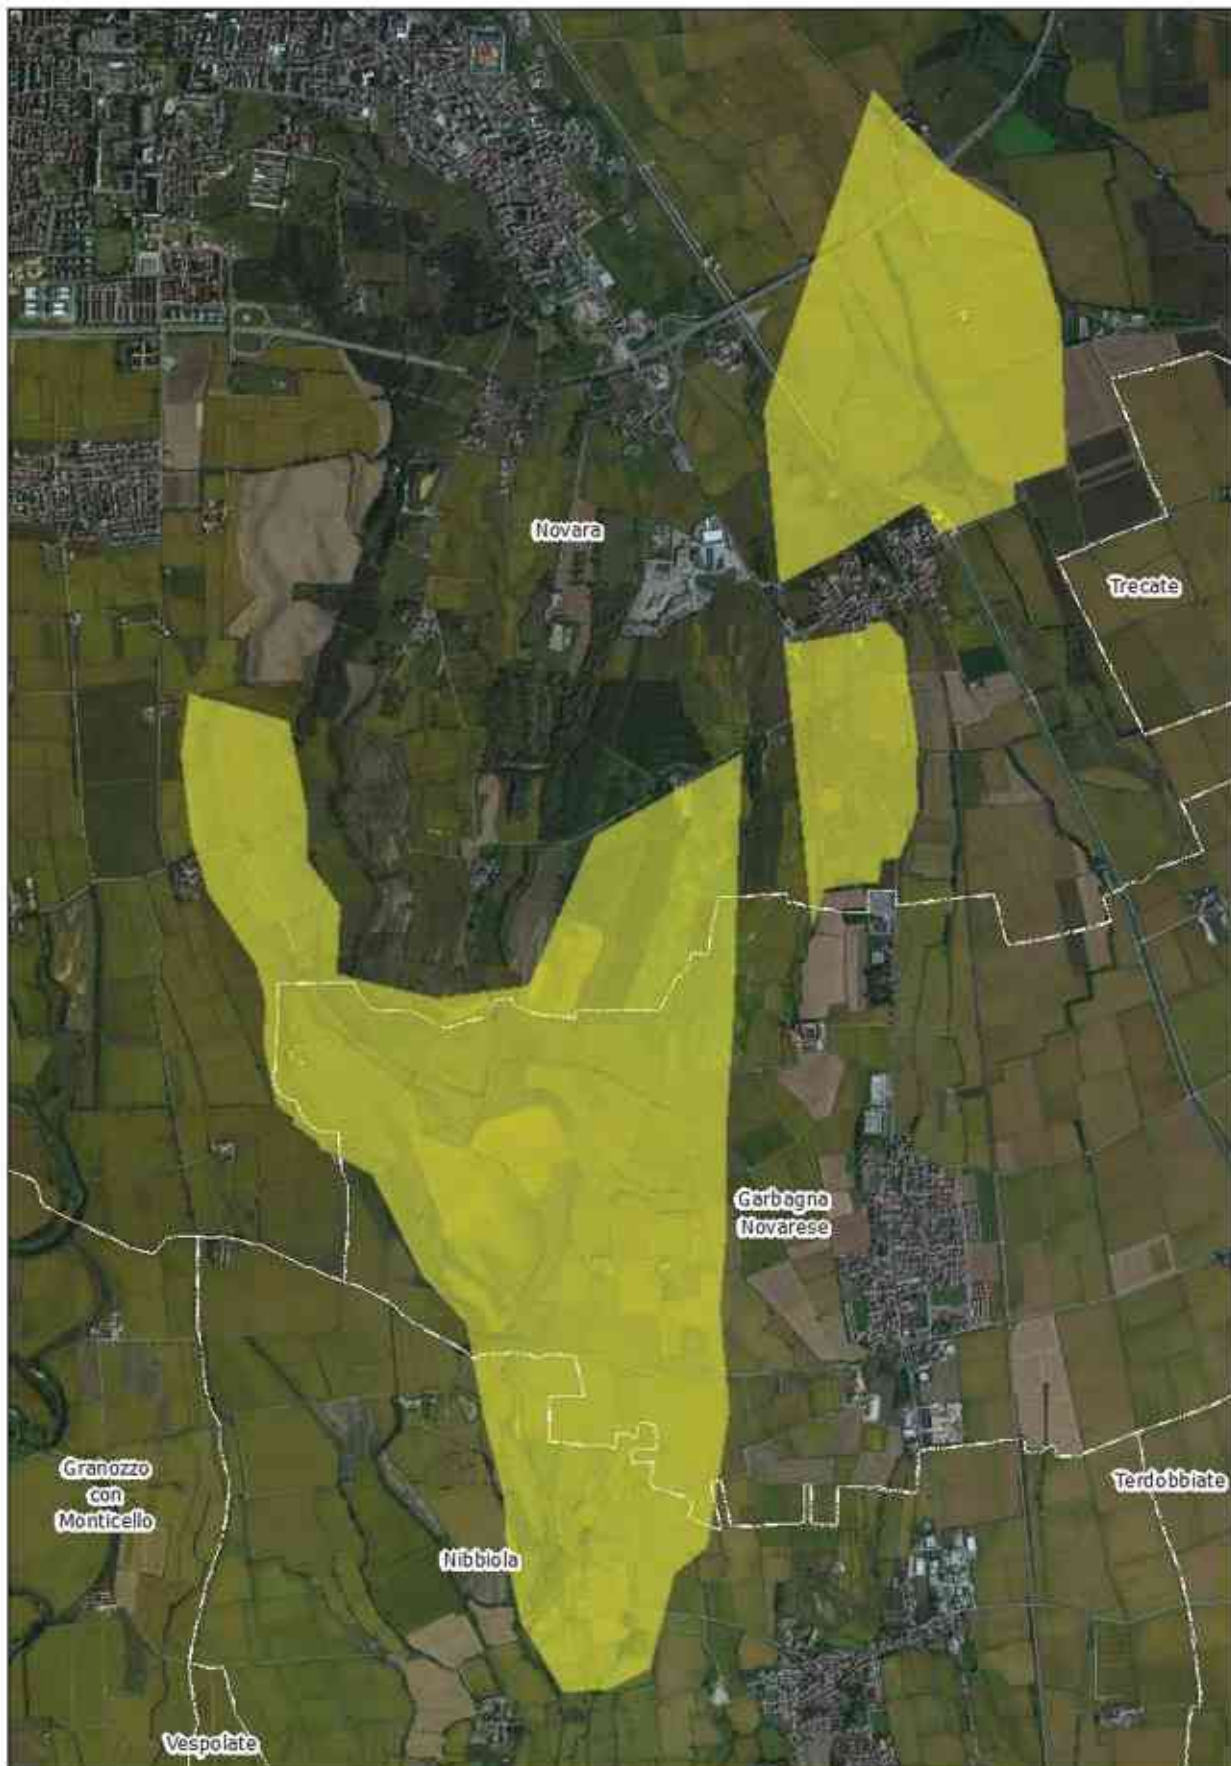 Novara
Trecate
Garbagna
Novarese
Granozzo
con
Monticello
Terdobbiate
Nibbiola
Vespolate